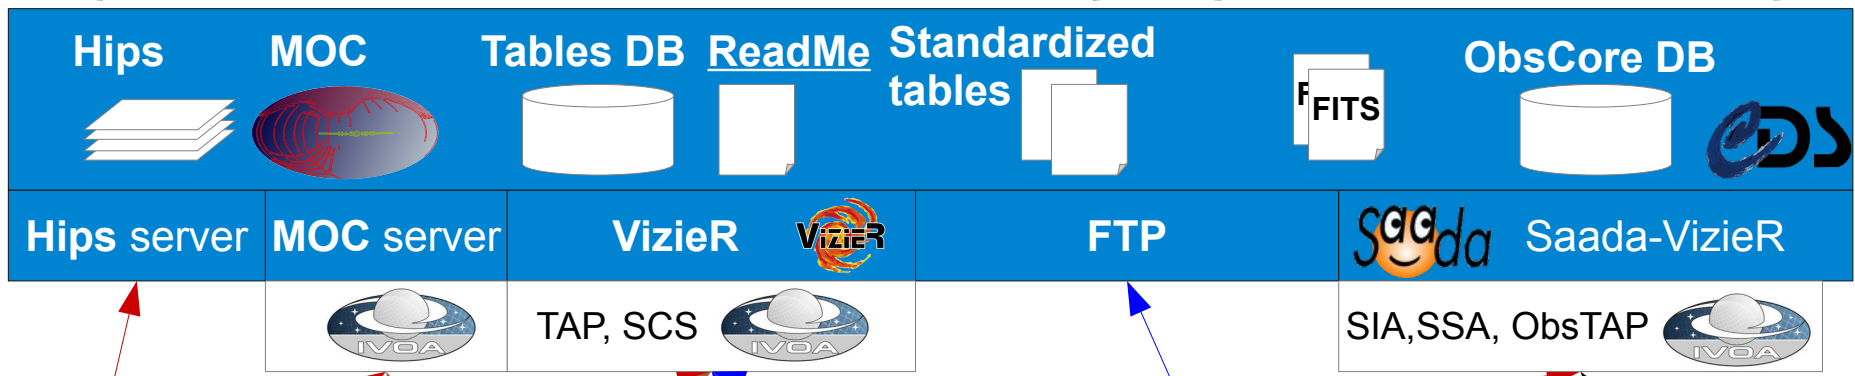 Hips MOC Tables DB ReadMe Standardized tables ObsCore DB
F FITS
CDS
Hips server MOC server VizieR VizieR FTP Saada Saada-VizieR
IVOA TAP, SCS IVOA SIA,SSA, ObsTAP IVOA